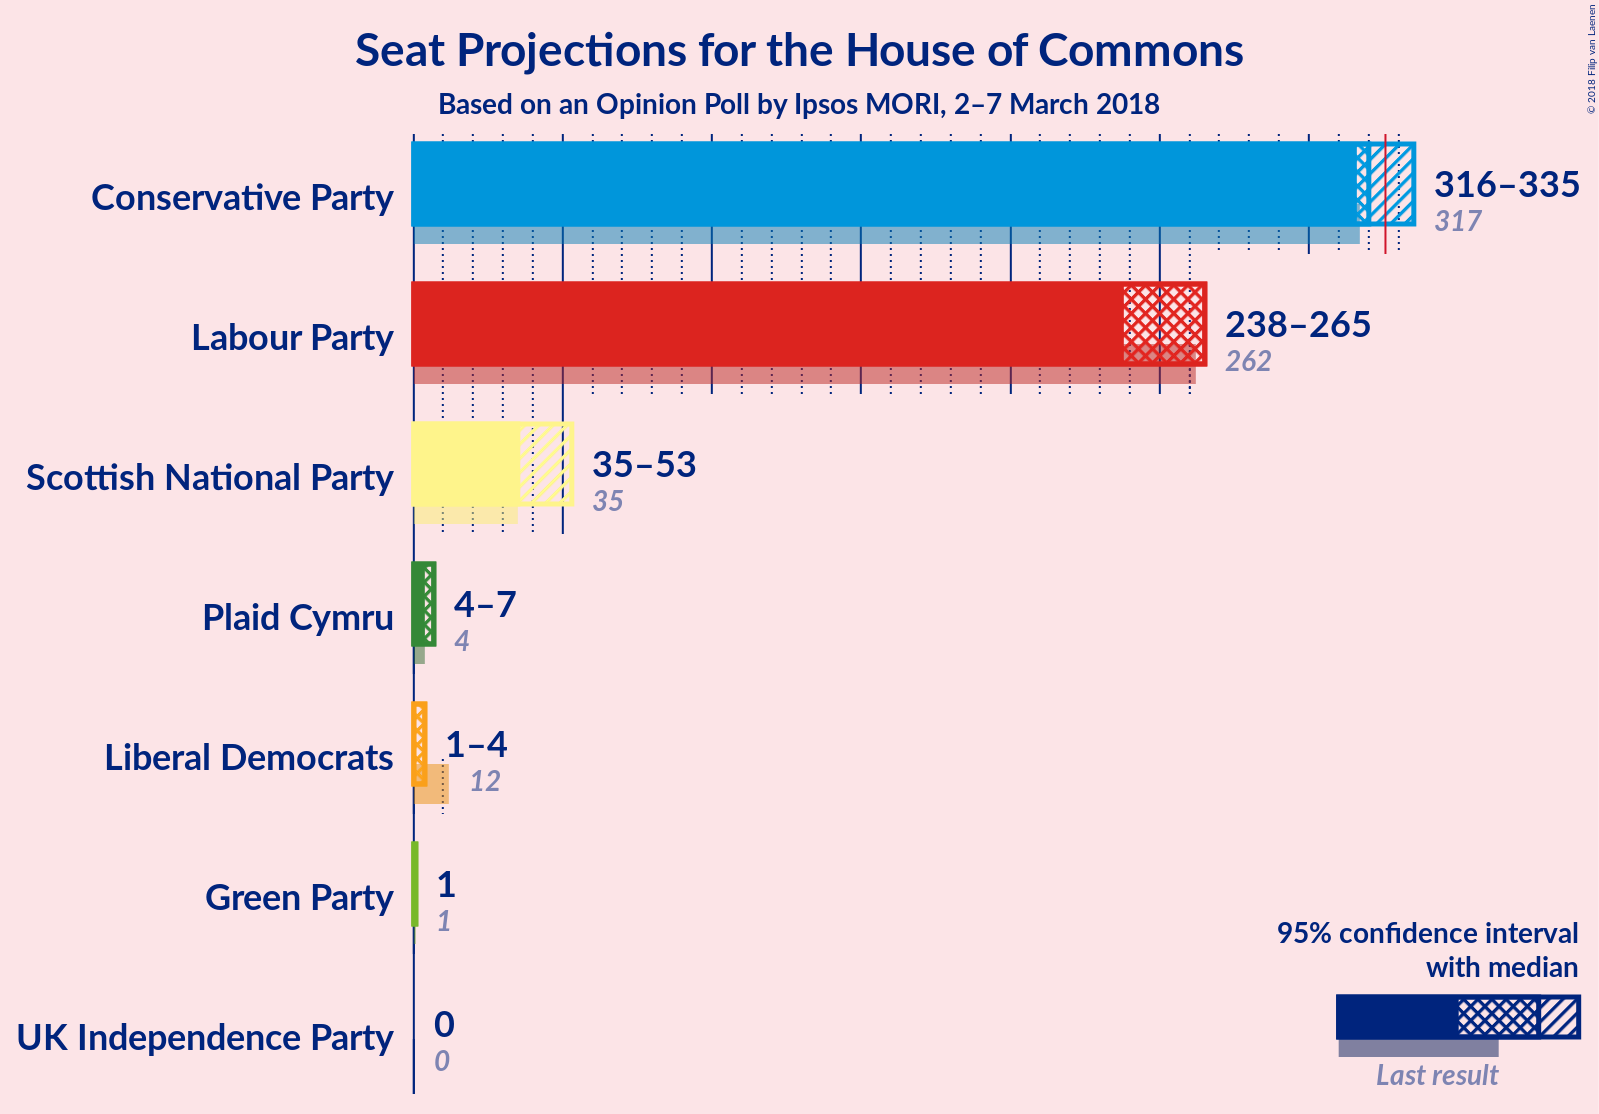 Seat Projections for the House of Commons
Based on an Opinion Poll by Ipsos MORI, 2–7 March 2018
© 2018 Filip van Laenen
Conservative Party
316–335
317
Labour Party
238–265
262
Scottish National Party
35–53
35
Plaid Cymru
4–7
4
Liberal Democrats
1–4
12
Green Party
1
1
UK Independence Party
0
0
95% confidence interval
with median
Last result